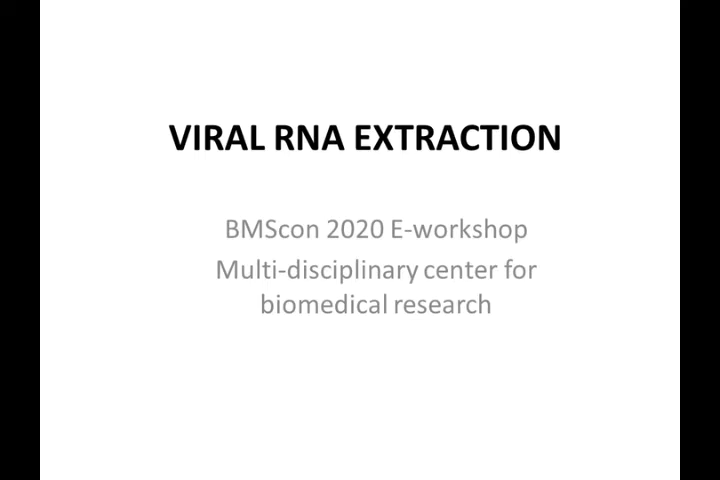 VIRAL RNA EXTRACTION
BMScon 2020 E-workshop
Multi-disciplinary center for
biomedical research